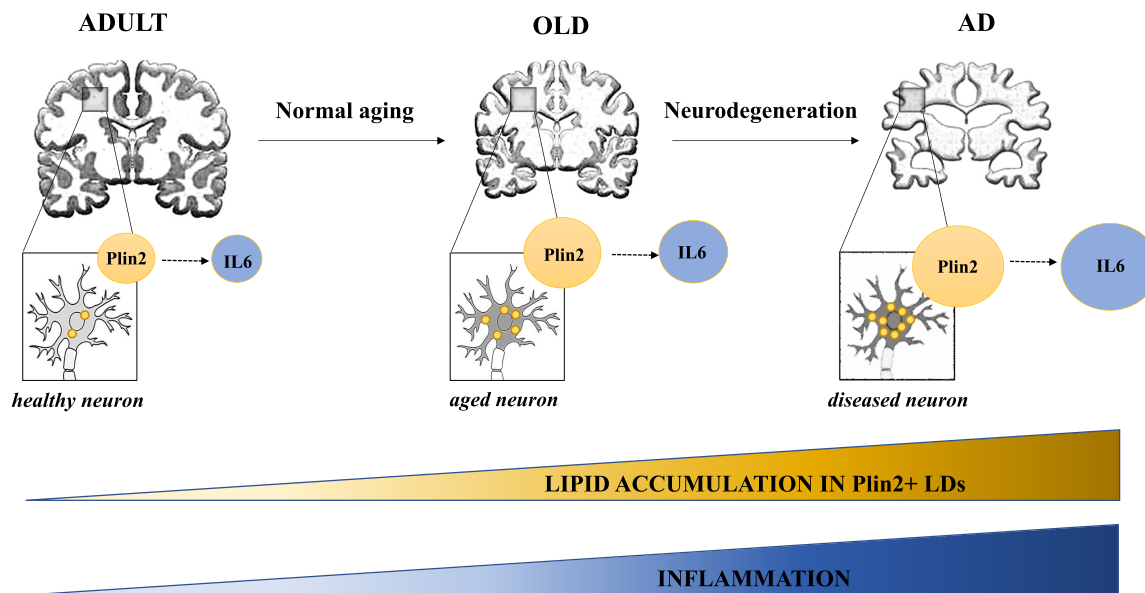 ADULT
OLD
AD
Normal aging
Neurodegeneration
Plin2
IL6
Plin2
IL6
Plin2
IL6
healthy neuron
aged neuron
diseased neuron
LIPID ACCUMULATION IN Plin2+ LDs
INFLAMMATION